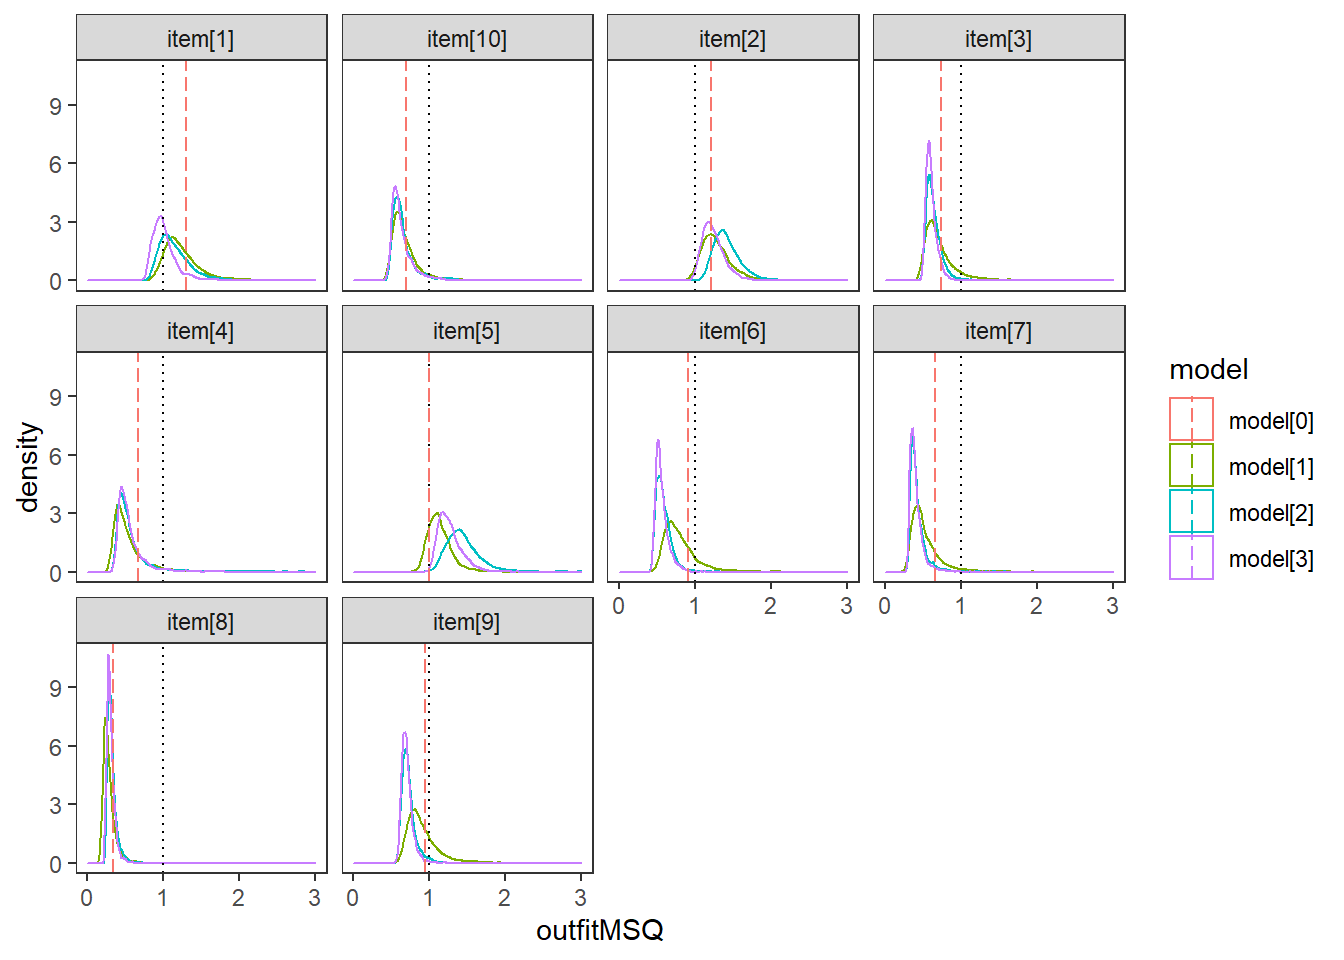 item[1]
item[10]
item[2]
item[3]
9
6
3
0
item[4]
item[5]
item[6]
item[7]
9
6
3
0
0 1 2 3
0 1 2 3
item[8]
item[9]
9
6
3
0
0 1 2 3
0 1 2 3
outfitMSQ
density
model
model[0]
model[1]
model[2]
model[3]